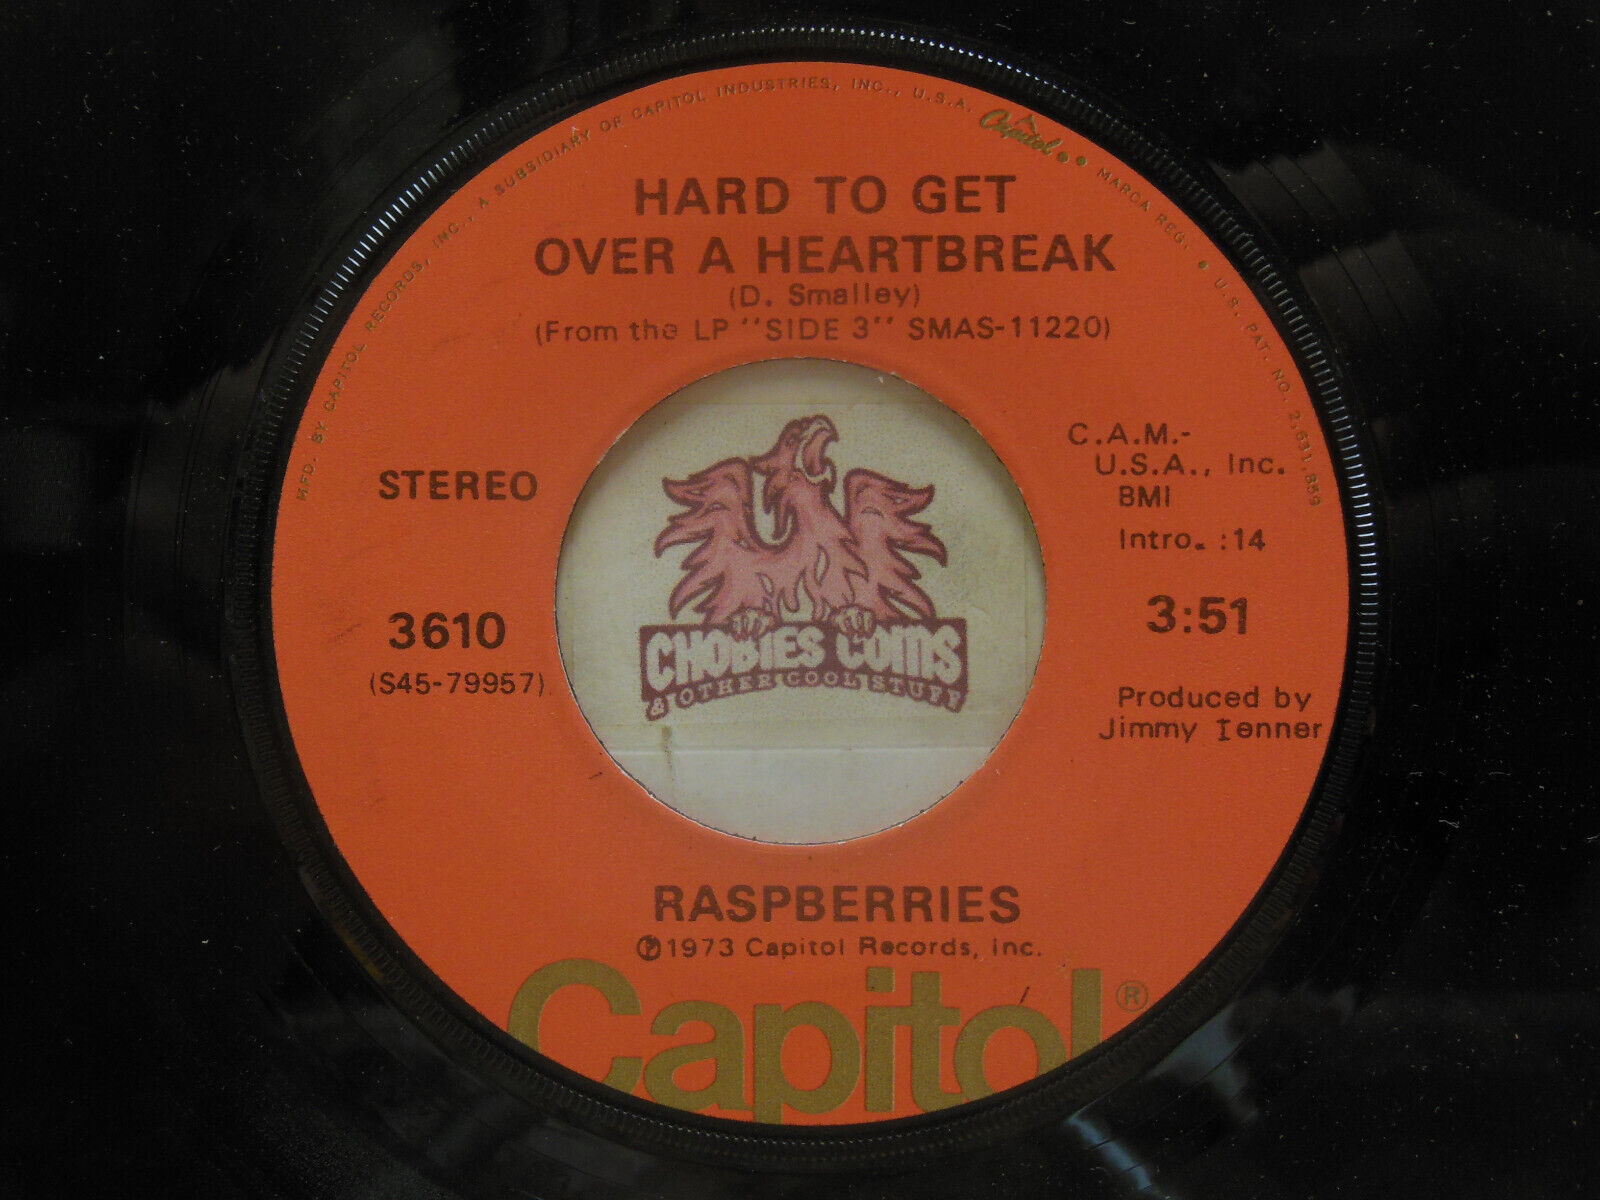 MFD. BY CAPITOL RECORDS, INC., A SUBSIDIARY OF CAPITOL INDUSTRIES, INC., U.S.A.
Capitol
MARCA REG. • U.S. PAT. NO. 2,631,859
HARD TO GET
OVER A HEARTBREAK
(D. Smalley)
(From the LP "SIDE 3" SMAS-11220)
STEREO
3610
(S45-79957)
C.A.M.-
U.S.A., Inc.
BMI
Intro. :14
3:51
Produced by
Jimmy Ienner
CHOBIES COINS
& OTHER COOL STUFF
RASPBERRIES
℗1973 Capitol Records, Inc.
Capitol®